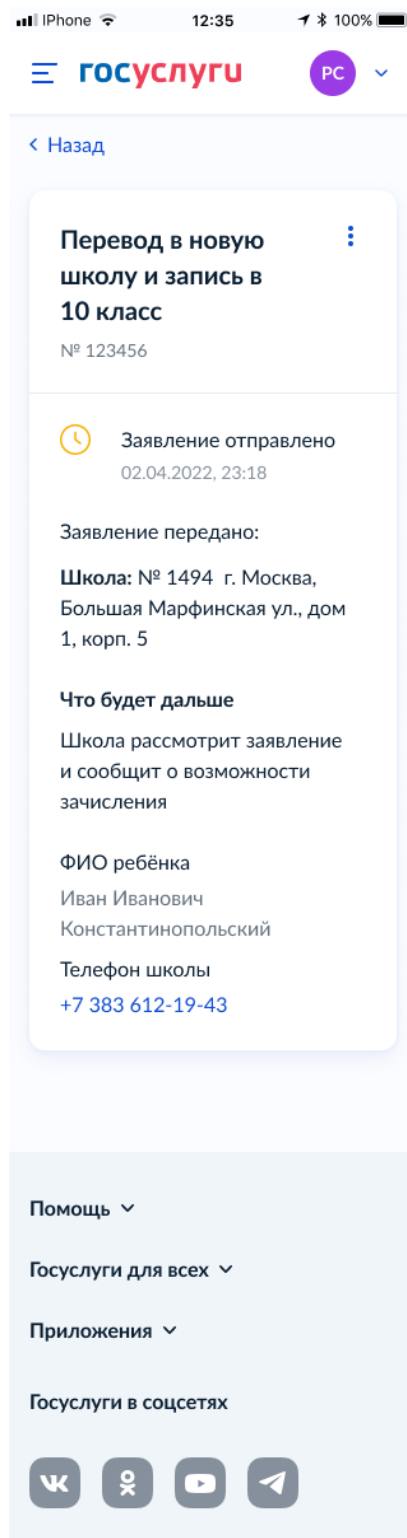 IPhone 12:35 100%
госуслуги РС
Назад
Перевод в новую
школу и запись в
10 класс
№ 123456
Заявление отправлено
02.04.2022, 23:18
Заявление передано:
Школа: № 1494 г. Москва,
Большая Марфинская ул., дом
1, корп. 5
Что будет дальше
Школа рассмотрит заявление
и сообщит о возможности
зачисления
ФИО ребёнка
Иван Иванович
Константинопольский
Телефон школы
+7 383 612-19-43
Помощь
Госуслуги для всех
Приложения
Госуслуги в соцсетях